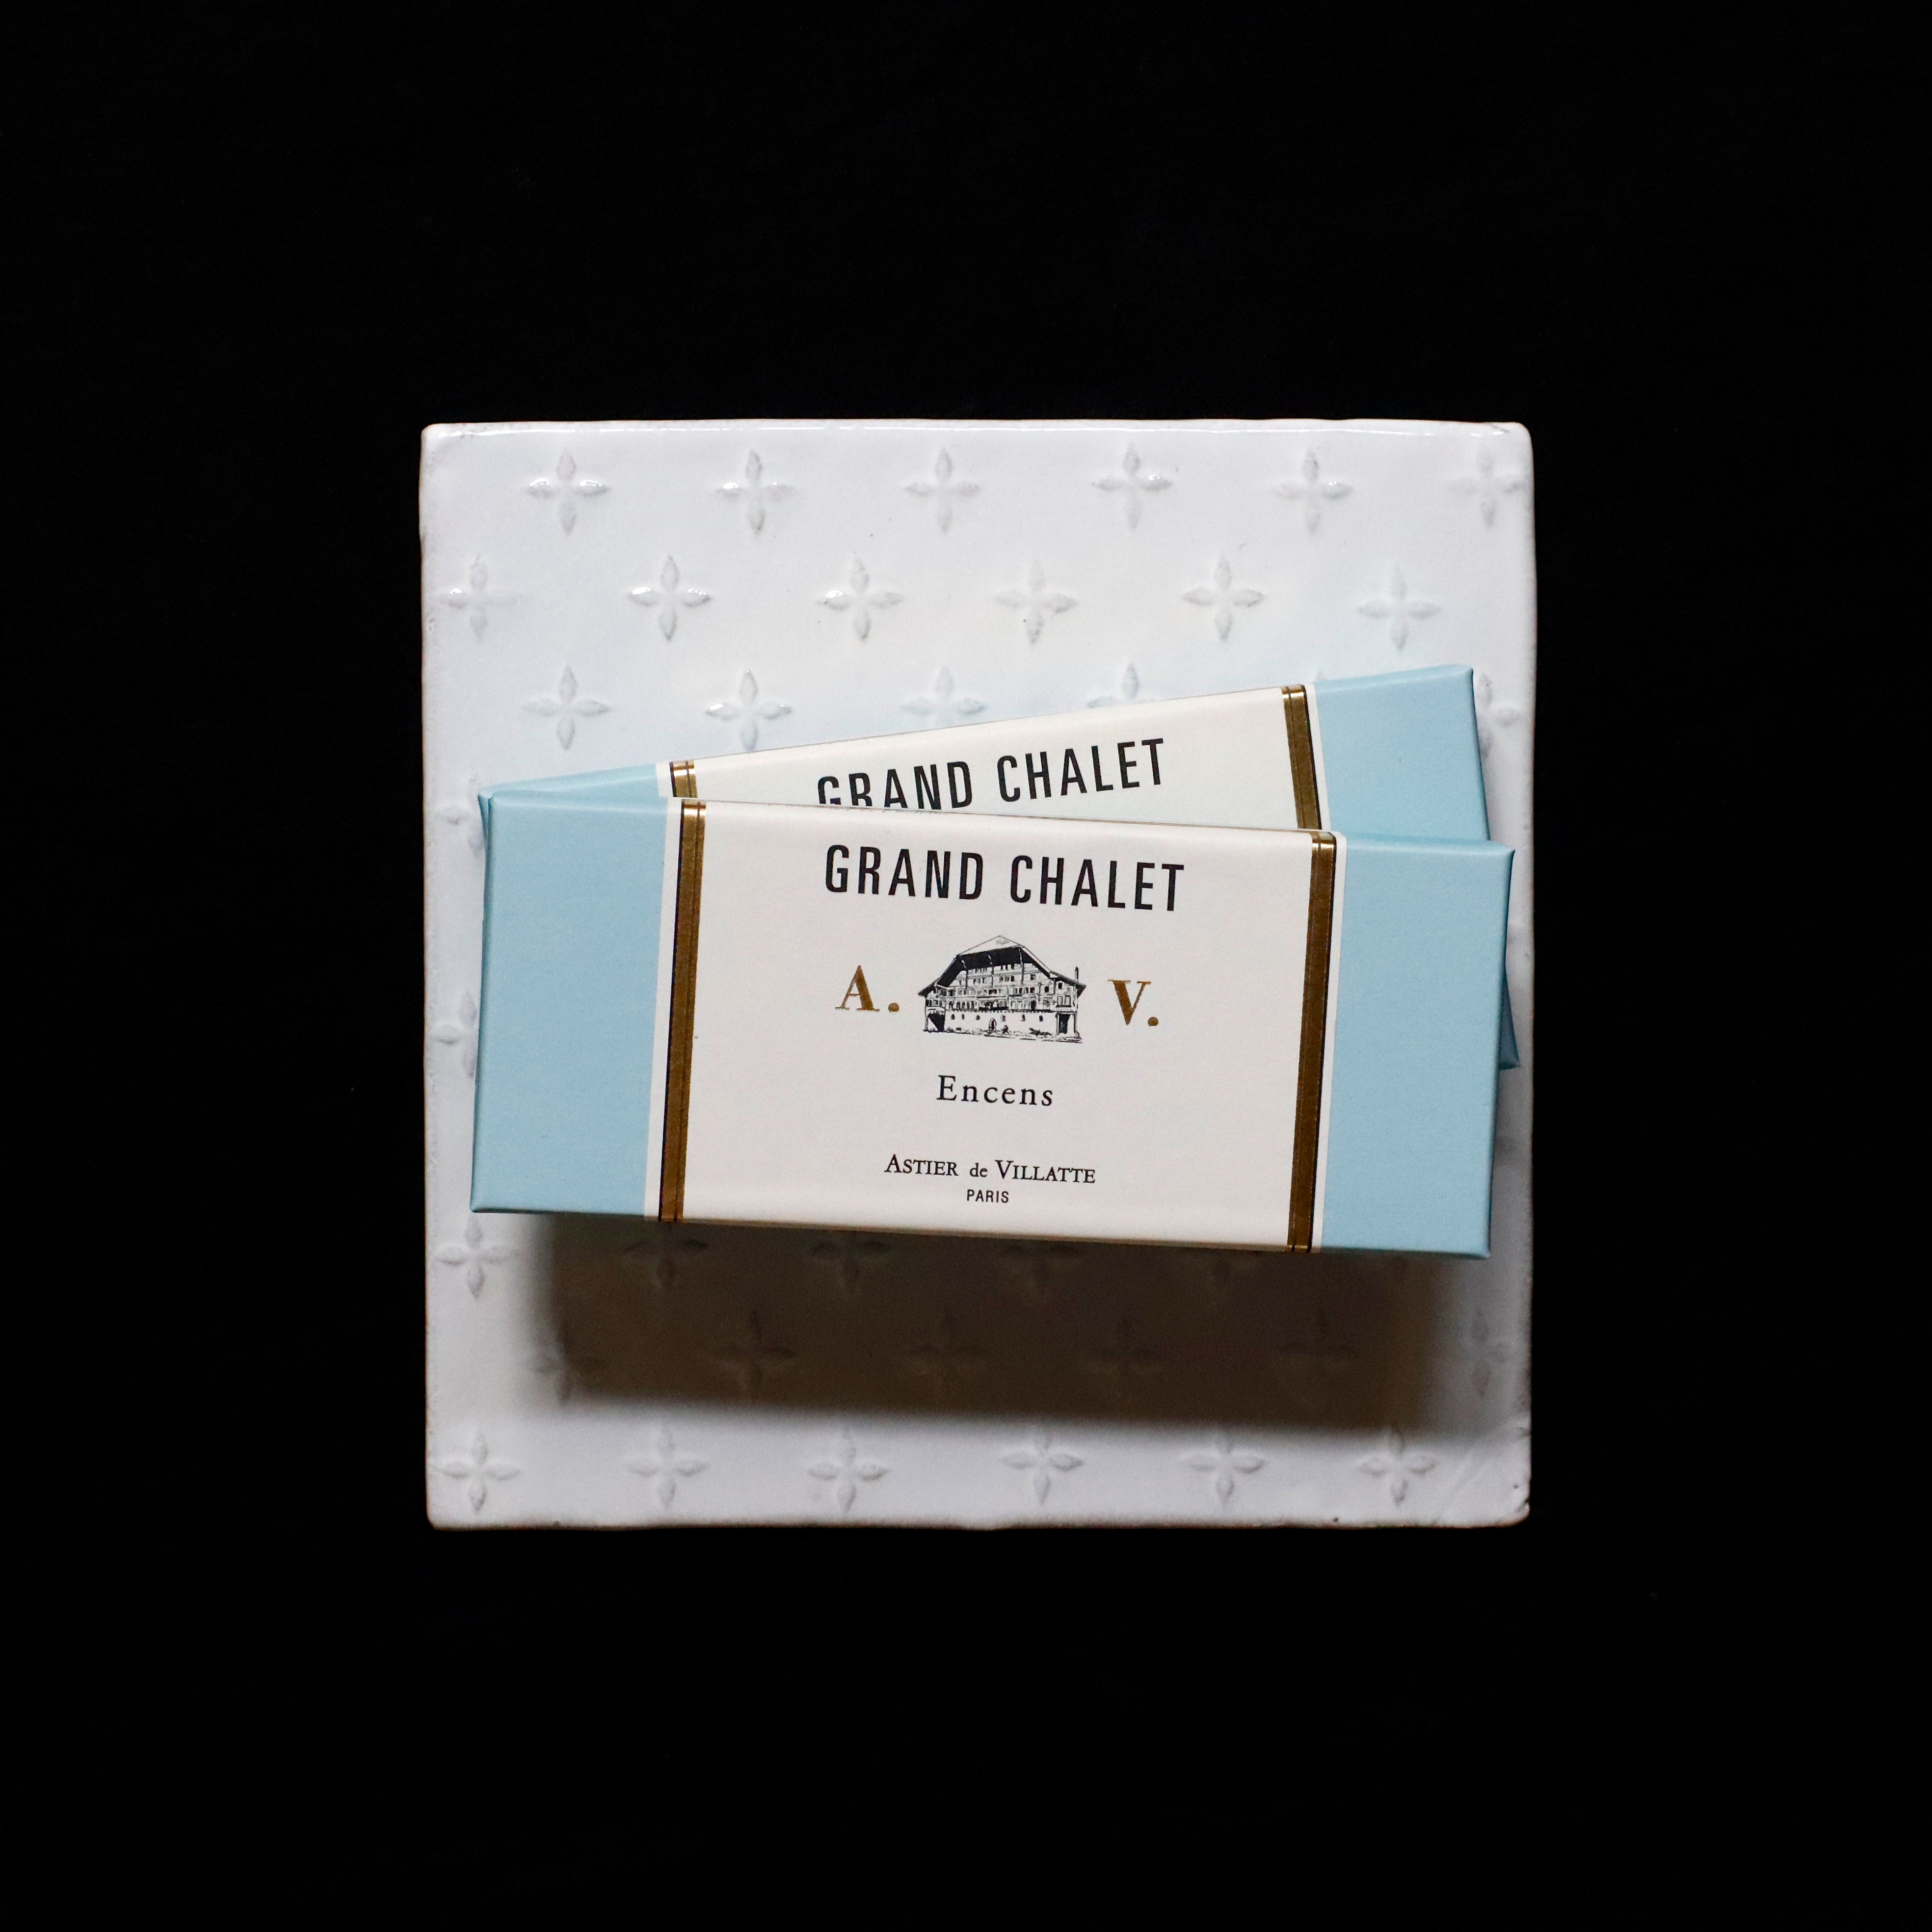 GRAND CHALET
GRAND CHALET
A. V.
Encens
ASTIER de VILLATTE
PARIS